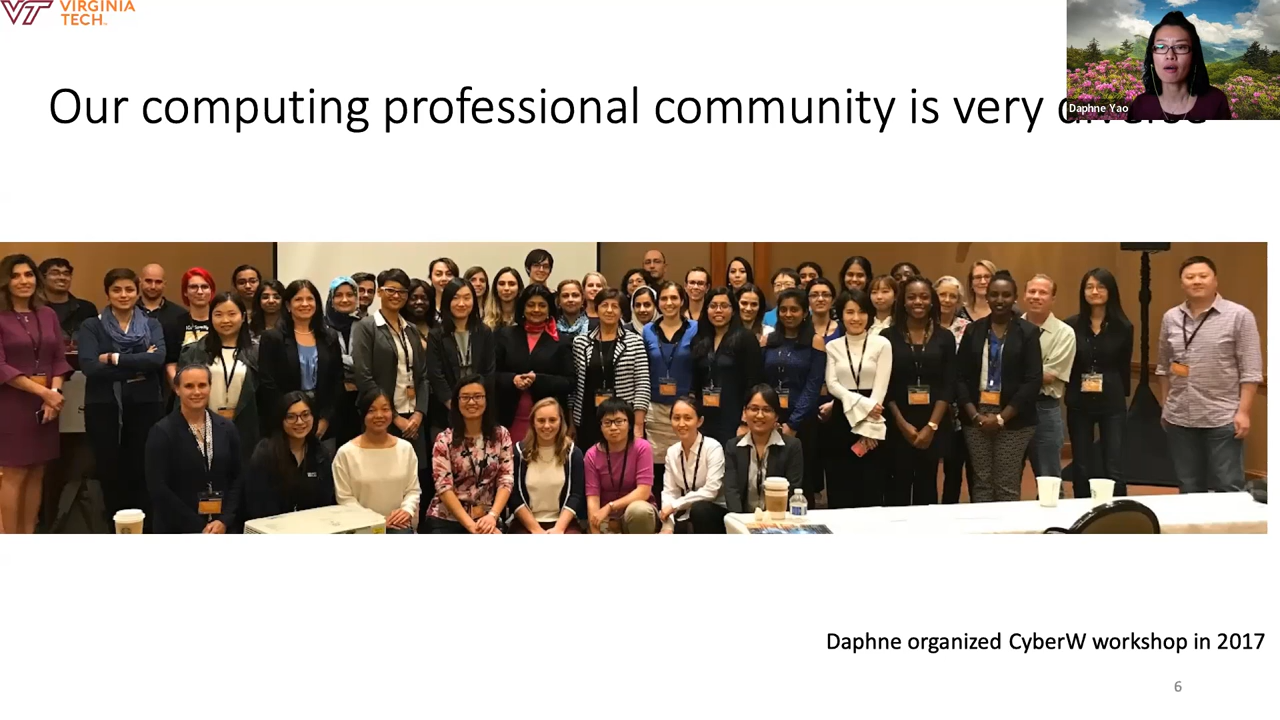 VIRGINIA
TECH
Our computing professional community is very
Daphne Yao
Daphne organized CyberW workshop in 2017
6